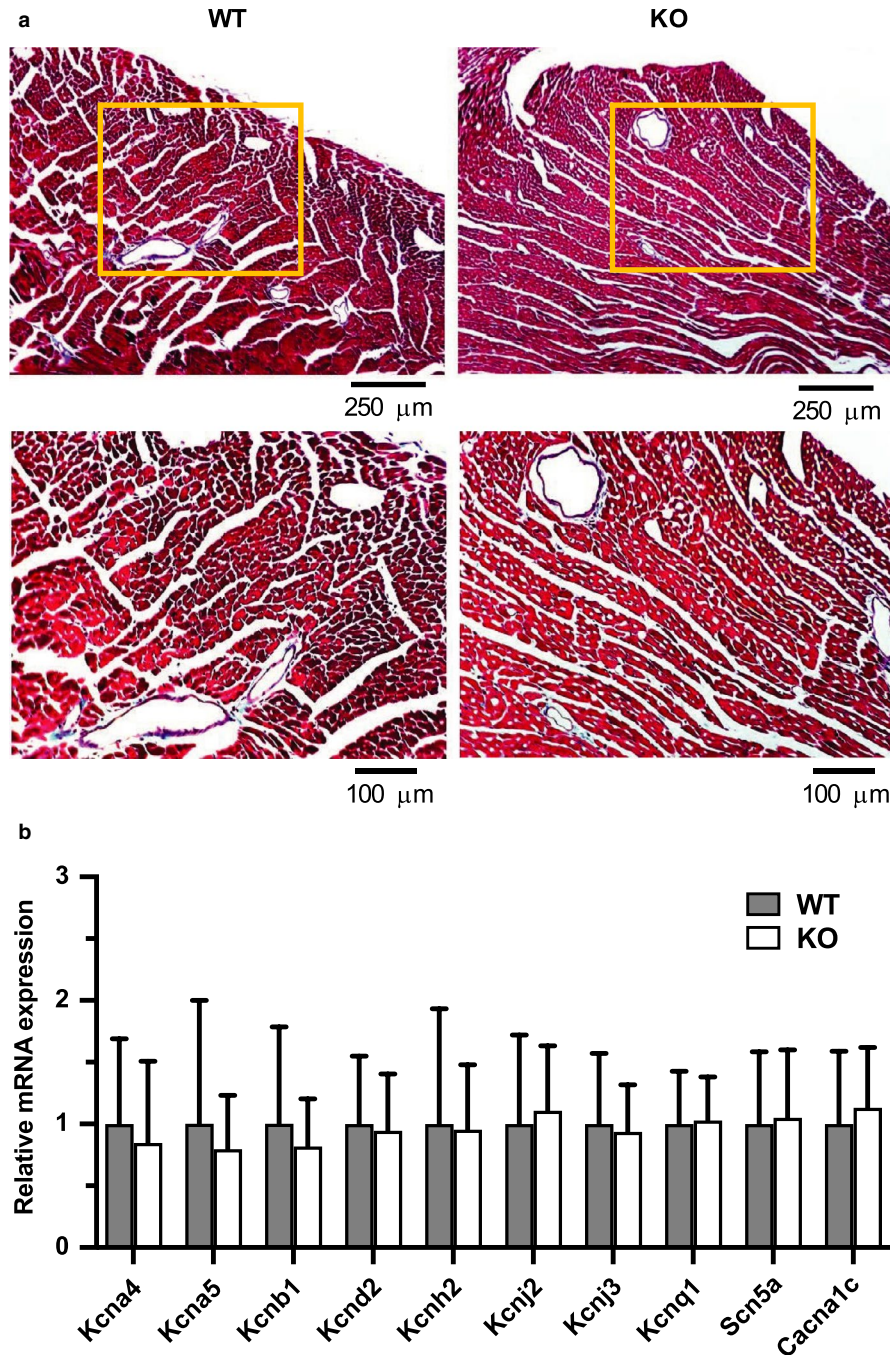 a
WT
KO
250 μm
250 μm
100 μm
100 μm
b
Relative mRNA expression
3
2
1
0
WT
KO
Kcna4
Kcna5
Kcnb1
Kcnd2
Kcnh2
Kcnj2
Kcnj3
Kcnq1
Scn5a
Cacna1c